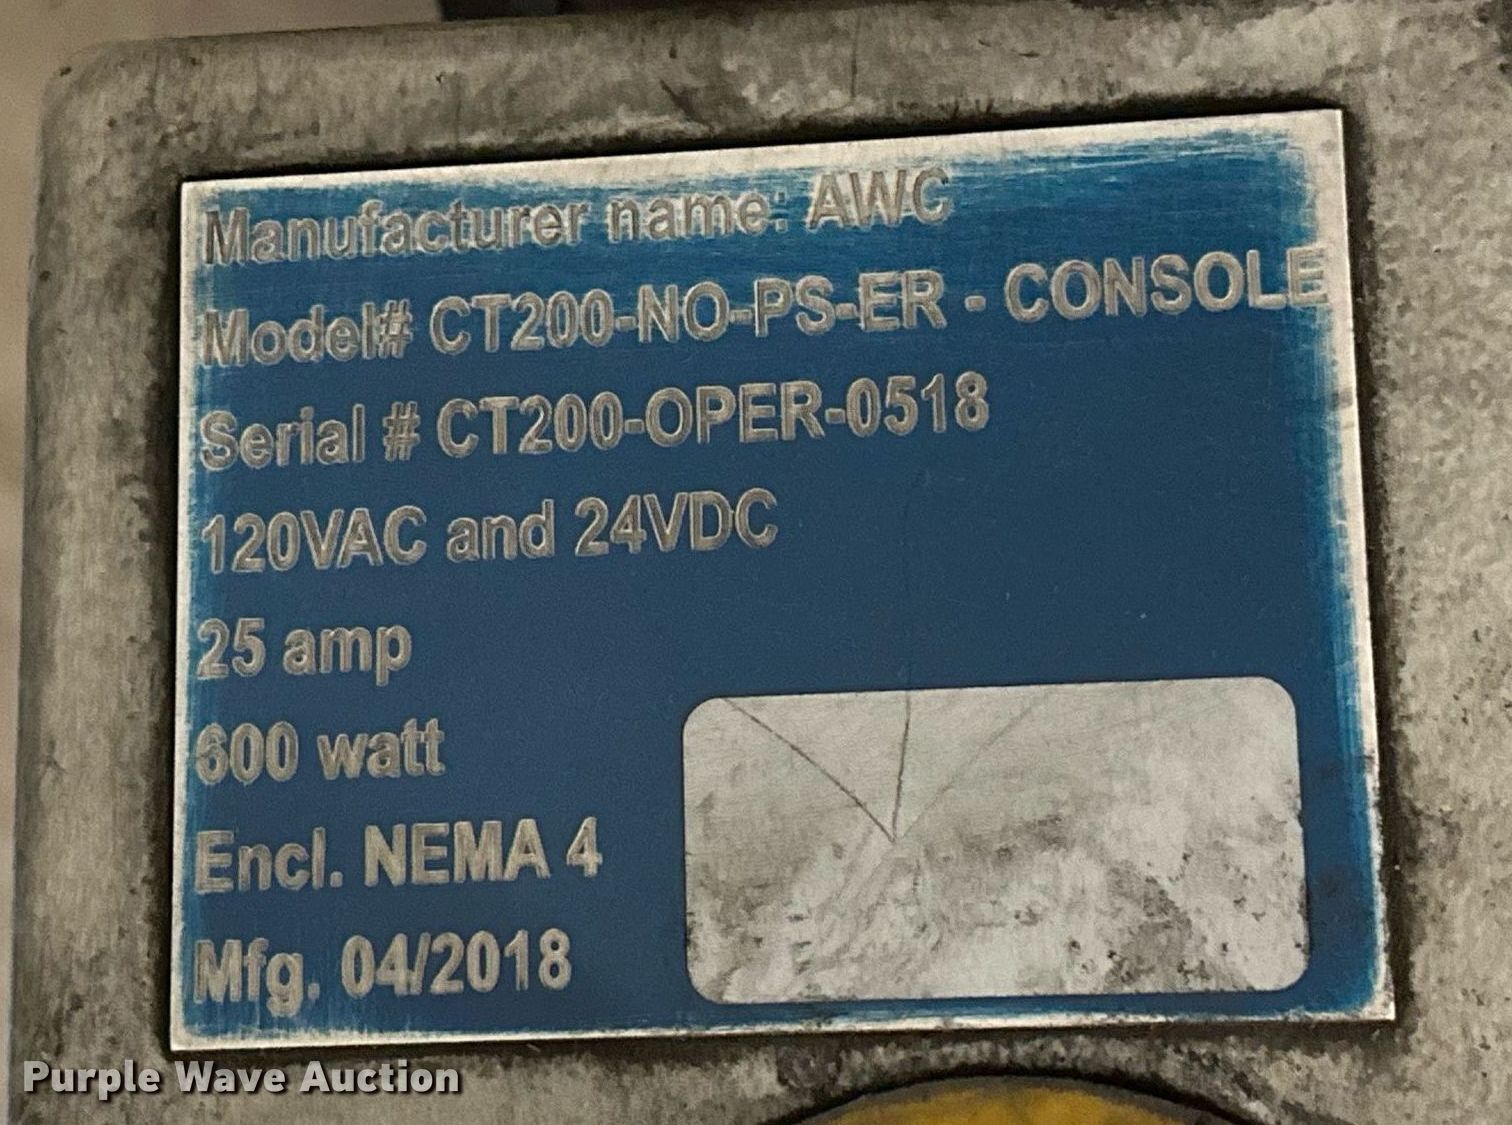 Manufacturer name: AWC
Model# CT200-NO-PS-ER - CONSOLE
Serial # CT200-OPER-0518
120VAC and 24VDC
25 amp
600 watt
Encl. NEMA 4
Mfg. 04/2018
Purple Wave Auction